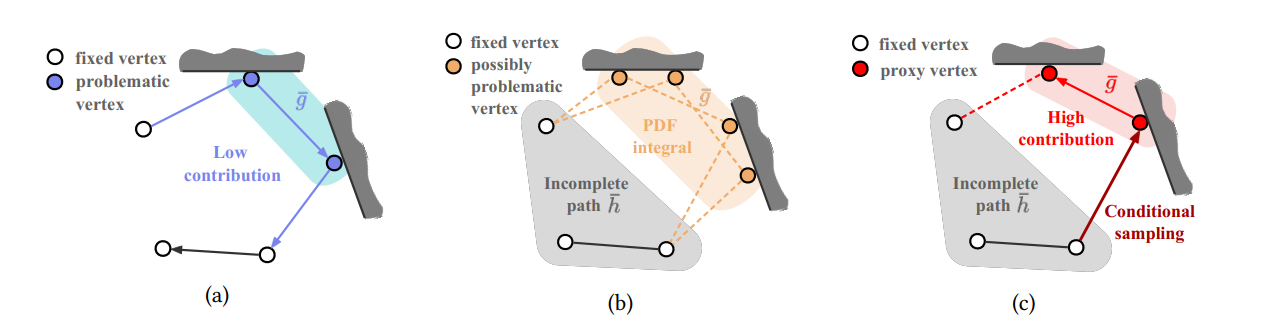 fixed vertex
problematic
vertex
ḡ
Low
contribution
(a)
fixed vertex
possibly
problematic
vertex
ḡ
PDF
integral
Incomplete
path h̄
(b)
fixed vertex
proxy vertex
ḡ
High
contribution
Incomplete
path h̄
Conditional
sampling
(c)